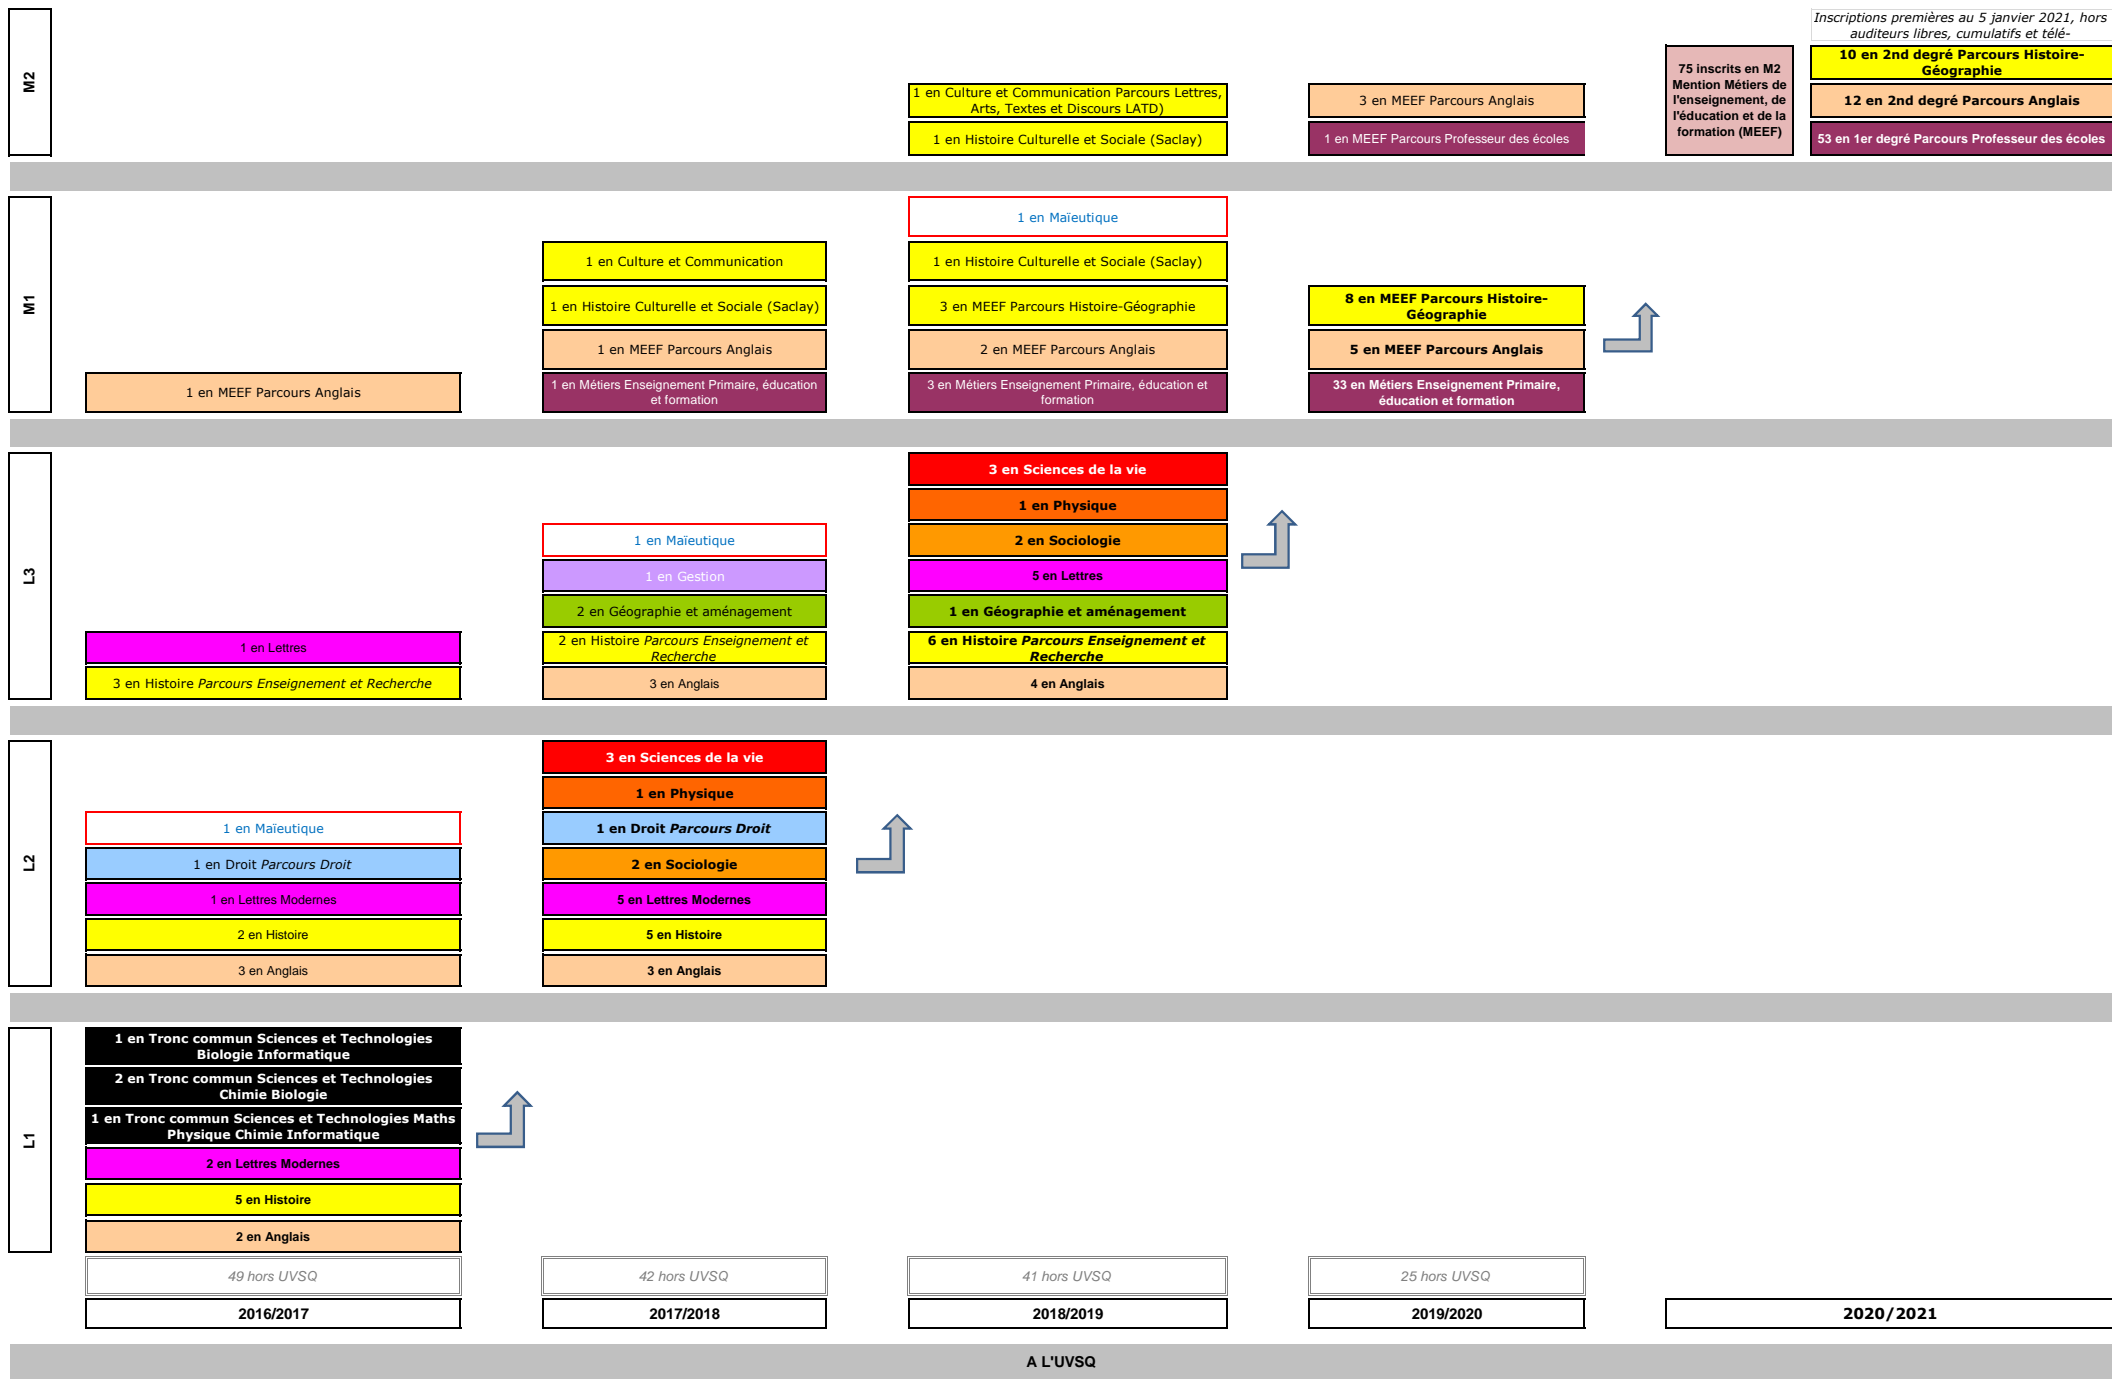 Inscriptions premières au 5 janvier 2021, hors
auditeurs libres, cumulatifs et télé-
M2
1 en Culture et Communication Parcours Lettres,
Arts, Textes et Discours LATD)
1 en Histoire Culturelle et Sociale (Saclay)
3 en MEEF Parcours Anglais
1 en MEEF Parcours Professeur des écoles
75 inscrits en M2
Mention Métiers de
l'enseignement, de
l'éducation et de la
formation (MEEF)
10 en 2nd degré Parcours Histoire-
Géographie
12 en 2nd degré Parcours Anglais
53 en 1er degré Parcours Professeur des écoles
M1
1 en MEEF Parcours Anglais
1 en Culture et Communication
1 en Histoire Culturelle et Sociale (Saclay)
1 en MEEF Parcours Anglais
1 en Métiers Enseignement Primaire, éducation
et formation
1 en Maïeutique
1 en Histoire Culturelle et Sociale (Saclay)
3 en MEEF Parcours Histoire-Géographie
2 en MEEF Parcours Anglais
3 en Métiers Enseignement Primaire, éducation et
formation
8 en MEEF Parcours Histoire-
Géographie
5 en MEEF Parcours Anglais
33 en Métiers Enseignement Primaire,
éducation et formation
L3
1 en Lettres
3 en Histoire Parcours Enseignement et Recherche
1 en Maïeutique
1 en Gestion
2 en Géographie et aménagement
2 en Histoire Parcours Enseignement et
Recherche
3 en Anglais
3 en Sciences de la vie
1 en Physique
2 en Sociologie
5 en Lettres
1 en Géographie et aménagement
6 en Histoire Parcours Enseignement et
Recherche
4 en Anglais
L2
1 en Maïeutique
1 en Droit Parcours Droit
1 en Lettres Modernes
2 en Histoire
3 en Anglais
3 en Sciences de la vie
1 en Physique
1 en Droit Parcours Droit
2 en Sociologie
5 en Lettres Modernes
5 en Histoire
3 en Anglais
L1
1 en Tronc commun Sciences et Technologies
Biologie Informatique
2 en Tronc commun Sciences et Technologies
Chimie Biologie
1 en Tronc commun Sciences et Technologies Maths
Physique Chimie Informatique
2 en Lettres Modernes
5 en Histoire
2 en Anglais
49 hors UVSQ
42 hors UVSQ
41 hors UVSQ
25 hors UVSQ
2016/2017
2017/2018
2018/2019
2019/2020
2020/2021
A L'UVSQ